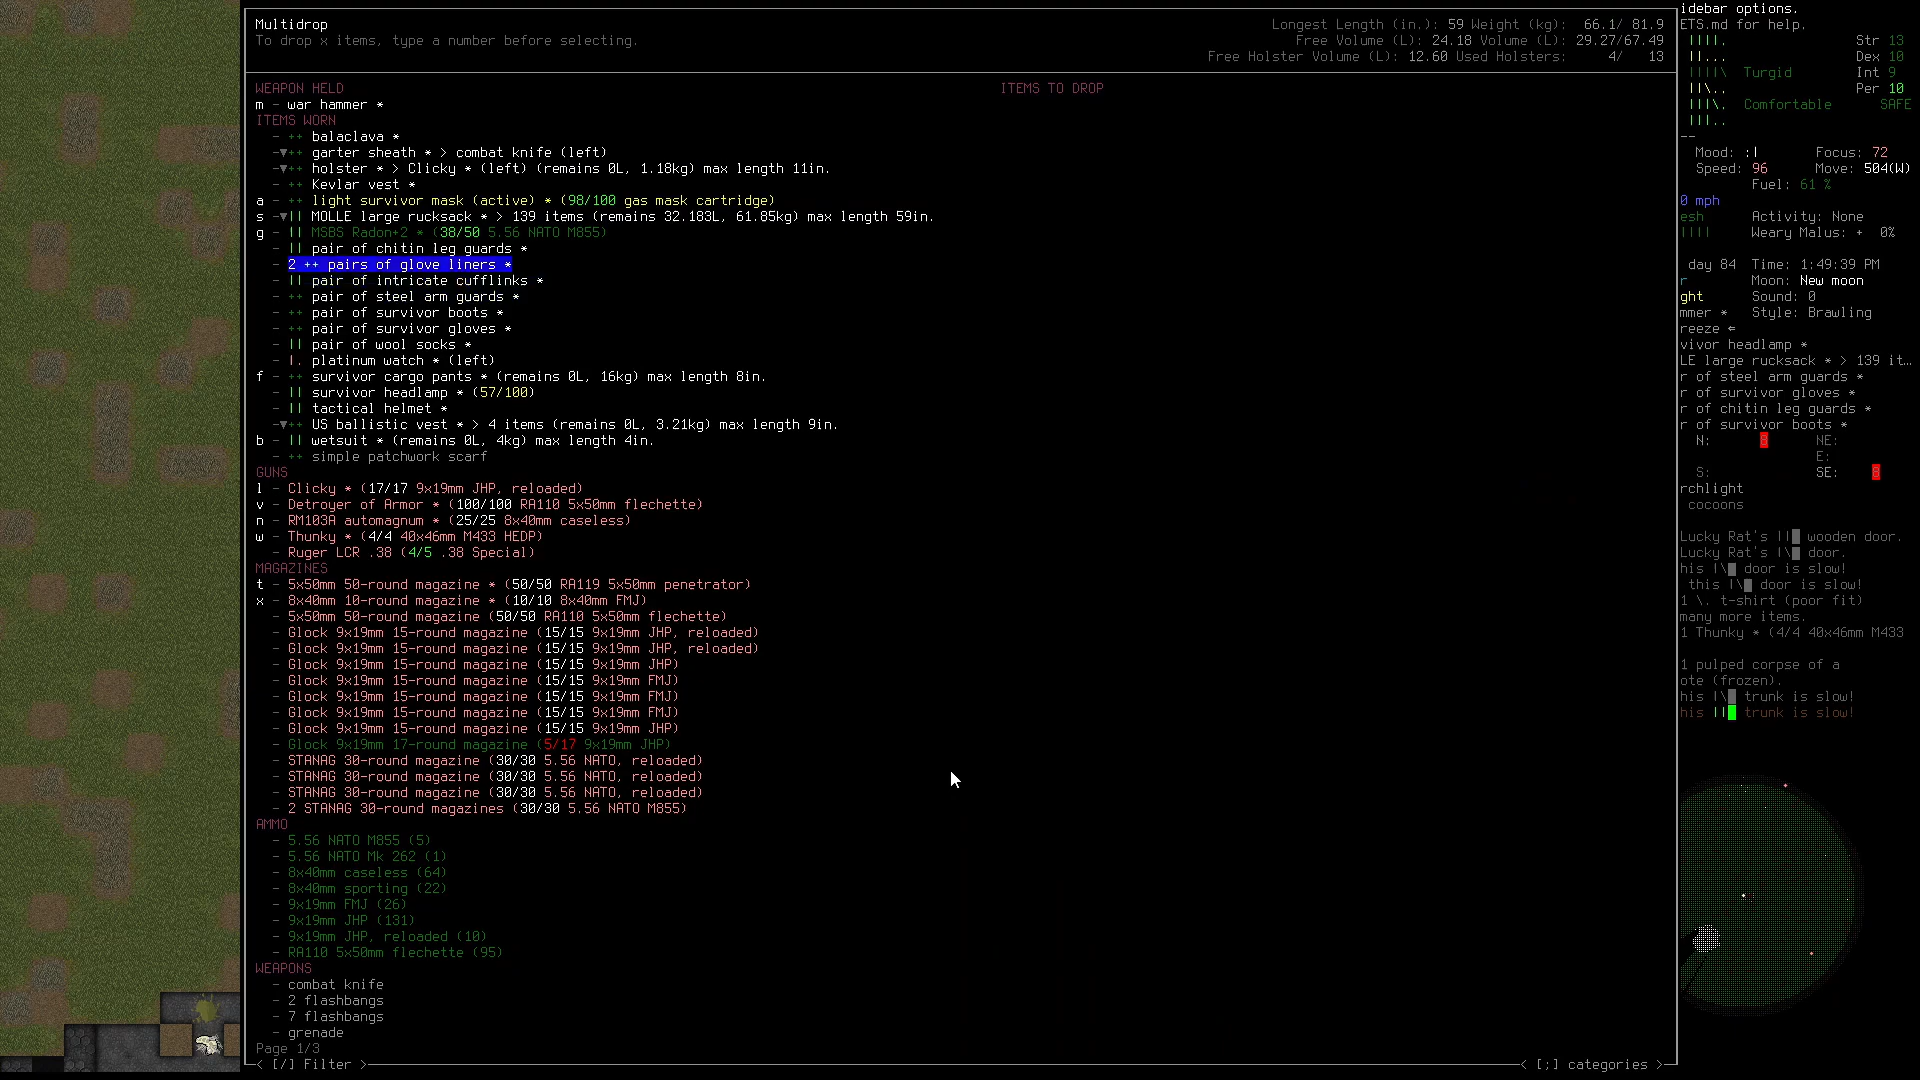 Multidrop
To drop x items, type a number before selecting.
Longest Length (in.): 59 Weight (kg): 66.1/ 81.9
Free Volume (L): 24.18 Volume (L): 29.27/67.49
Free Holster Volume (L): 12.60 Used Holsters: 4/ 13
WEAPON HELD
m - war hammer *
ITEMS WORN
- ++ balaclava *
-▼++ garter sheath * > combat knife (left)
-▼++ holster * > Clicky * (left) (remains 0L, 1.18kg) max length 11in.
- ++ Kevlar vest *
a - ++ light survivor mask (active) * (98/100 gas mask cartridge)
s -▼|| MOLLE large rucksack * > 139 items (remains 32.183L, 61.85kg) max length 59in.
g - || MSBS Radon+2 * (38/50 5.56 NATO M855)
- || pair of chitin leg guards *
- 2 ++ pairs of glove liners *
- || pair of intricate cufflinks *
- ++ pair of steel arm guards *
- ++ pair of survivor boots *
- ++ pair of survivor gloves *
- || pair of wool socks *
- |. platinum watch * (left)
f - ++ survivor cargo pants * (remains 0L, 16kg) max length 8in.
- || survivor headlamp * (57/100)
- || tactical helmet *
-▼++ US ballistic vest * > 4 items (remains 0L, 3.21kg) max length 9in.
b - || wetsuit * (remains 0L, 4kg) max length 4in.
- ++ simple patchwork scarf
GUNS
l - Clicky * (17/17 9x19mm JHP, reloaded)
v - Detroyer of Armor * (100/100 RA110 5x50mm flechette)
n - RM103A automagnum * (25/25 8x40mm caseless)
w - Thunky * (4/4 40x46mm M433 HEDP)
- Ruger LCR .38 (4/5 .38 Special)
MAGAZINES
t - 5x50mm 50-round magazine * (50/50 RA119 5x50mm penetrator)
x - 8x40mm 10-round magazine * (10/10 8x40mm FMJ)
- 5x50mm 50-round magazine (50/50 RA110 5x50mm flechette)
- Glock 9x19mm 15-round magazine (15/15 9x19mm JHP, reloaded)
- Glock 9x19mm 15-round magazine (15/15 9x19mm JHP, reloaded)
- Glock 9x19mm 15-round magazine (15/15 9x19mm JHP)
- Glock 9x19mm 15-round magazine (15/15 9x19mm FMJ)
- Glock 9x19mm 15-round magazine (15/15 9x19mm FMJ)
- Glock 9x19mm 15-round magazine (15/15 9x19mm FMJ)
- Glock 9x19mm 15-round magazine (15/15 9x19mm JHP)
- Glock 9x19mm 17-round magazine (5/17 9x19mm JHP)
- STANAG 30-round magazine (30/30 5.56 NATO, reloaded)
- STANAG 30-round magazine (30/30 5.56 NATO, reloaded)
- STANAG 30-round magazine (30/30 5.56 NATO, reloaded)
- 2 STANAG 30-round magazines (30/30 5.56 NATO M855)
AMMO
- 5.56 NATO M855 (5)
- 5.56 NATO Mk 262 (1)
- 8x40mm caseless (64)
- 8x40mm sporting (22)
- 9x19mm FMJ (26)
- 9x19mm JHP (131)
- 9x19mm JHP, reloaded (10)
- RA110 5x50mm flechette (95)
WEAPONS
- combat knife
- 2 flashbangs
- 7 flashbangs
- grenade
Page 1/3
< [/] Filter >
ITEMS TO DROP
< [;] categories >
idebar options.
ETS.md for help.
||||. Str 13
||... Dex 10
||||\ Turgid Int 9
||\.. Per 10
|||\. Comfortable SAFE
|||..
--
Mood: :| Focus: 72
Speed: 96 Move: 504(W)
Fuel: 61 %
0 mph
esh Activity: None
|||| Weary Malus: + 0%
day 84 Time: 1:49:39 PM
r Moon: New moon
ght Sound: 0
mmer * Style: Brawling
reeze ⇐
vivor headlamp *
LE large rucksack * > 139 it…
r of steel arm guards *
r of survivor gloves *
r of chitin leg guards *
r of survivor boots *
N: 8 NE:
E:
S: SE: 8
rchlight
cocoons
Lucky Rat's || wooden door.
Lucky Rat's |\ door.
his |\ door is slow!
this |\ door is slow!
1 \. t-shirt (poor fit)
many more items.
1 Thunky * (4/4 40x46mm M433
1 pulped corpse of a
ote (frozen).
his |\ trunk is slow!
his || trunk is slow!